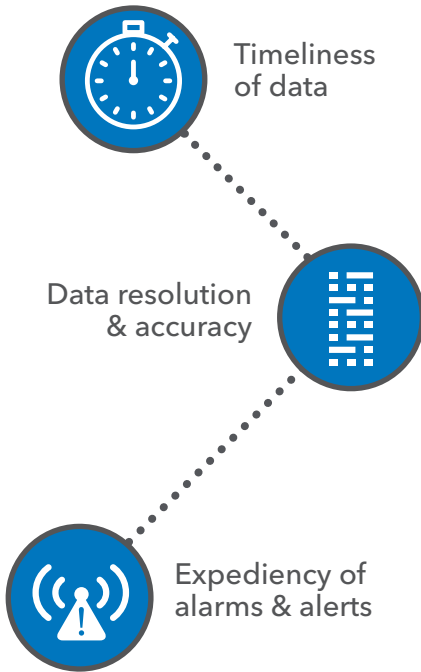 Timeliness
of data
Data resolution
& accuracy
Expediency of
alarms & alerts